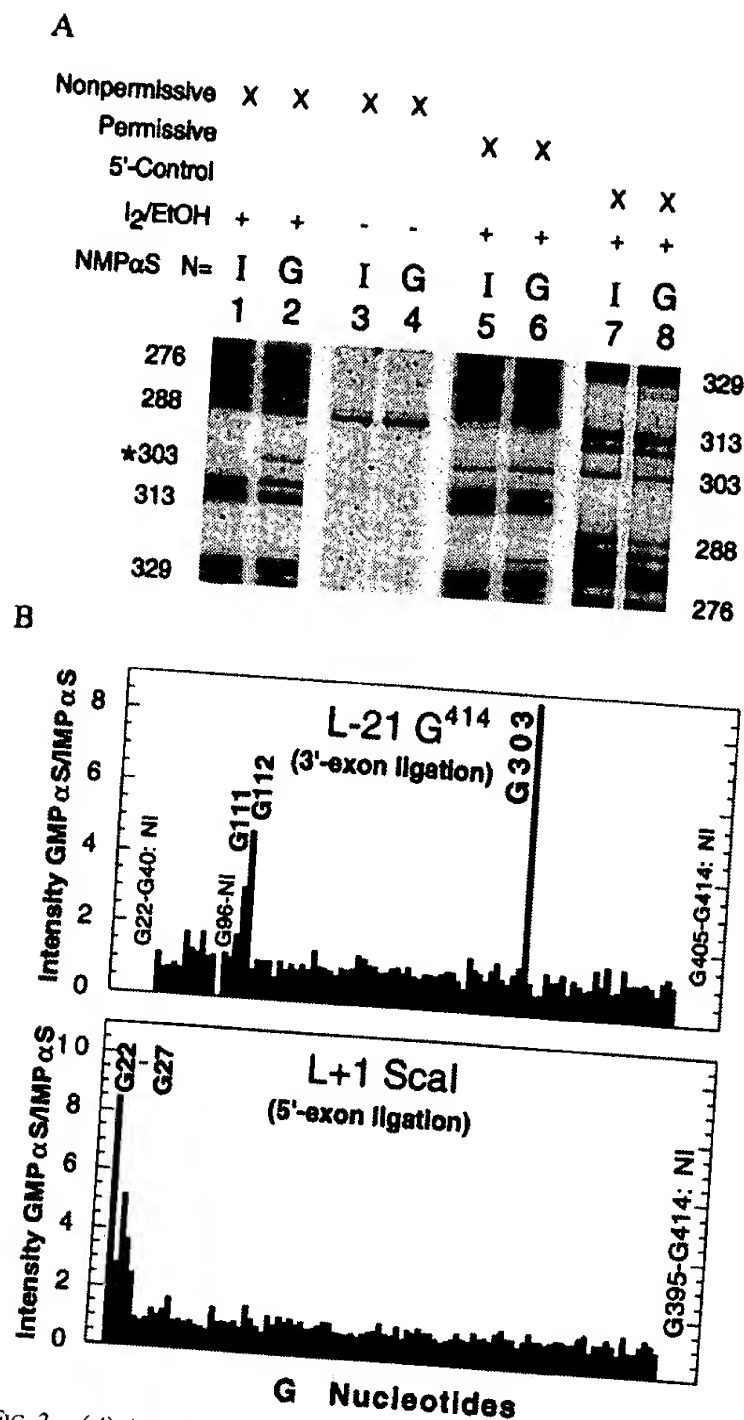 A
Nonpermissive X X X X
Permissive X X
5'-Control X X
I₂/EtOH + + - - + + + +
NMPαS N= I G I G I G I G
1 2 3 4 5 6 7 8
276
288
★303
313
329
329
313
303
288
276
B
Intensity GMPαS/IMPαS
8
6
4
2
0
L-21 G⁴¹⁴
(3'-exon ligation)
G22-G40: NI
G96-NI
G111
G112
G303
G405-G414: NI
Intensity GMPαS/IMPαS
10
8
6
4
2
0
G22-
G27
L+1 ScaI
(5'-exon ligation)
G395-G414: NI
G Nucleotides